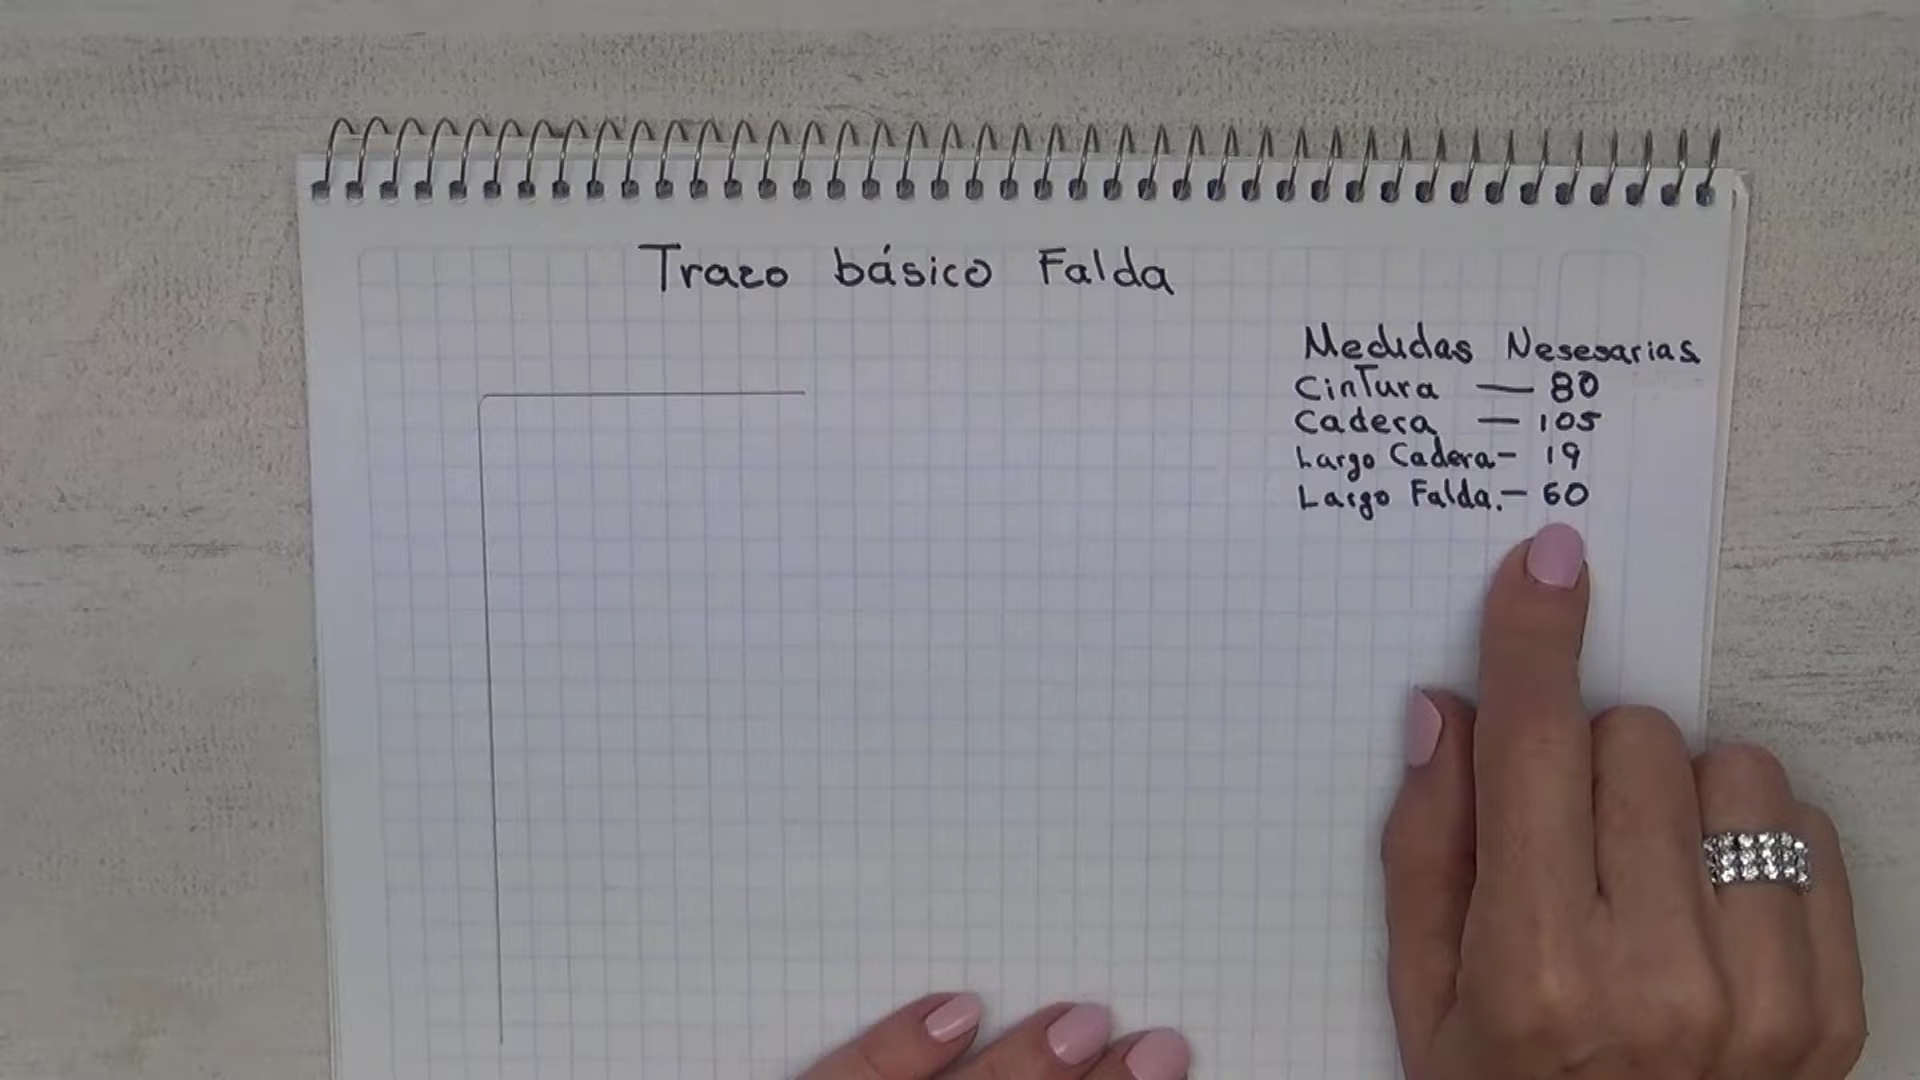 Trazo básico Falda
Medidas Nesesarias
Cintura — 80
Cadera — 105
Largo Cadera - 19
Largo Falda. - 60